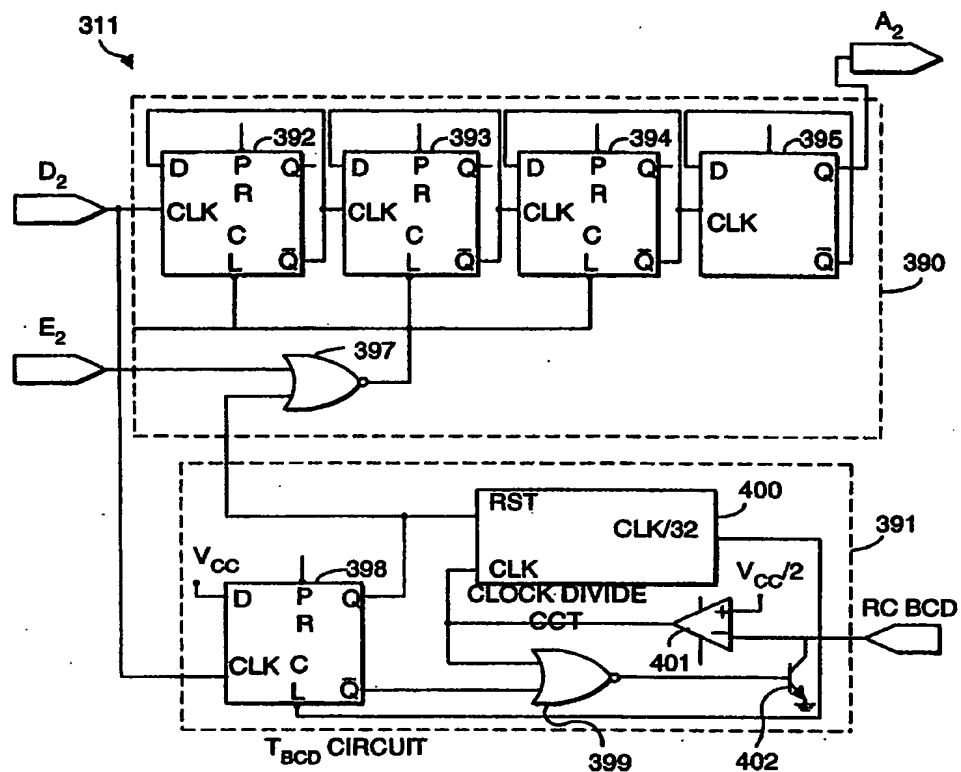 311
A2
392
393
394
395
D P Q
R
CLK
C
L Q̅
D P Q
R
CLK
C
L Q̅
D P Q
R
CLK
C
L Q̅
D Q
CLK
Q̅
D2
390
E2
397
RST
400
CLK/32
391
CLK
CLOCK DIVIDE
CCT
VCC
398
D P Q
R
CLK C
L Q̅
VCC/2
+
−
401
RC BCD
399
402
TBCD CIRCUIT